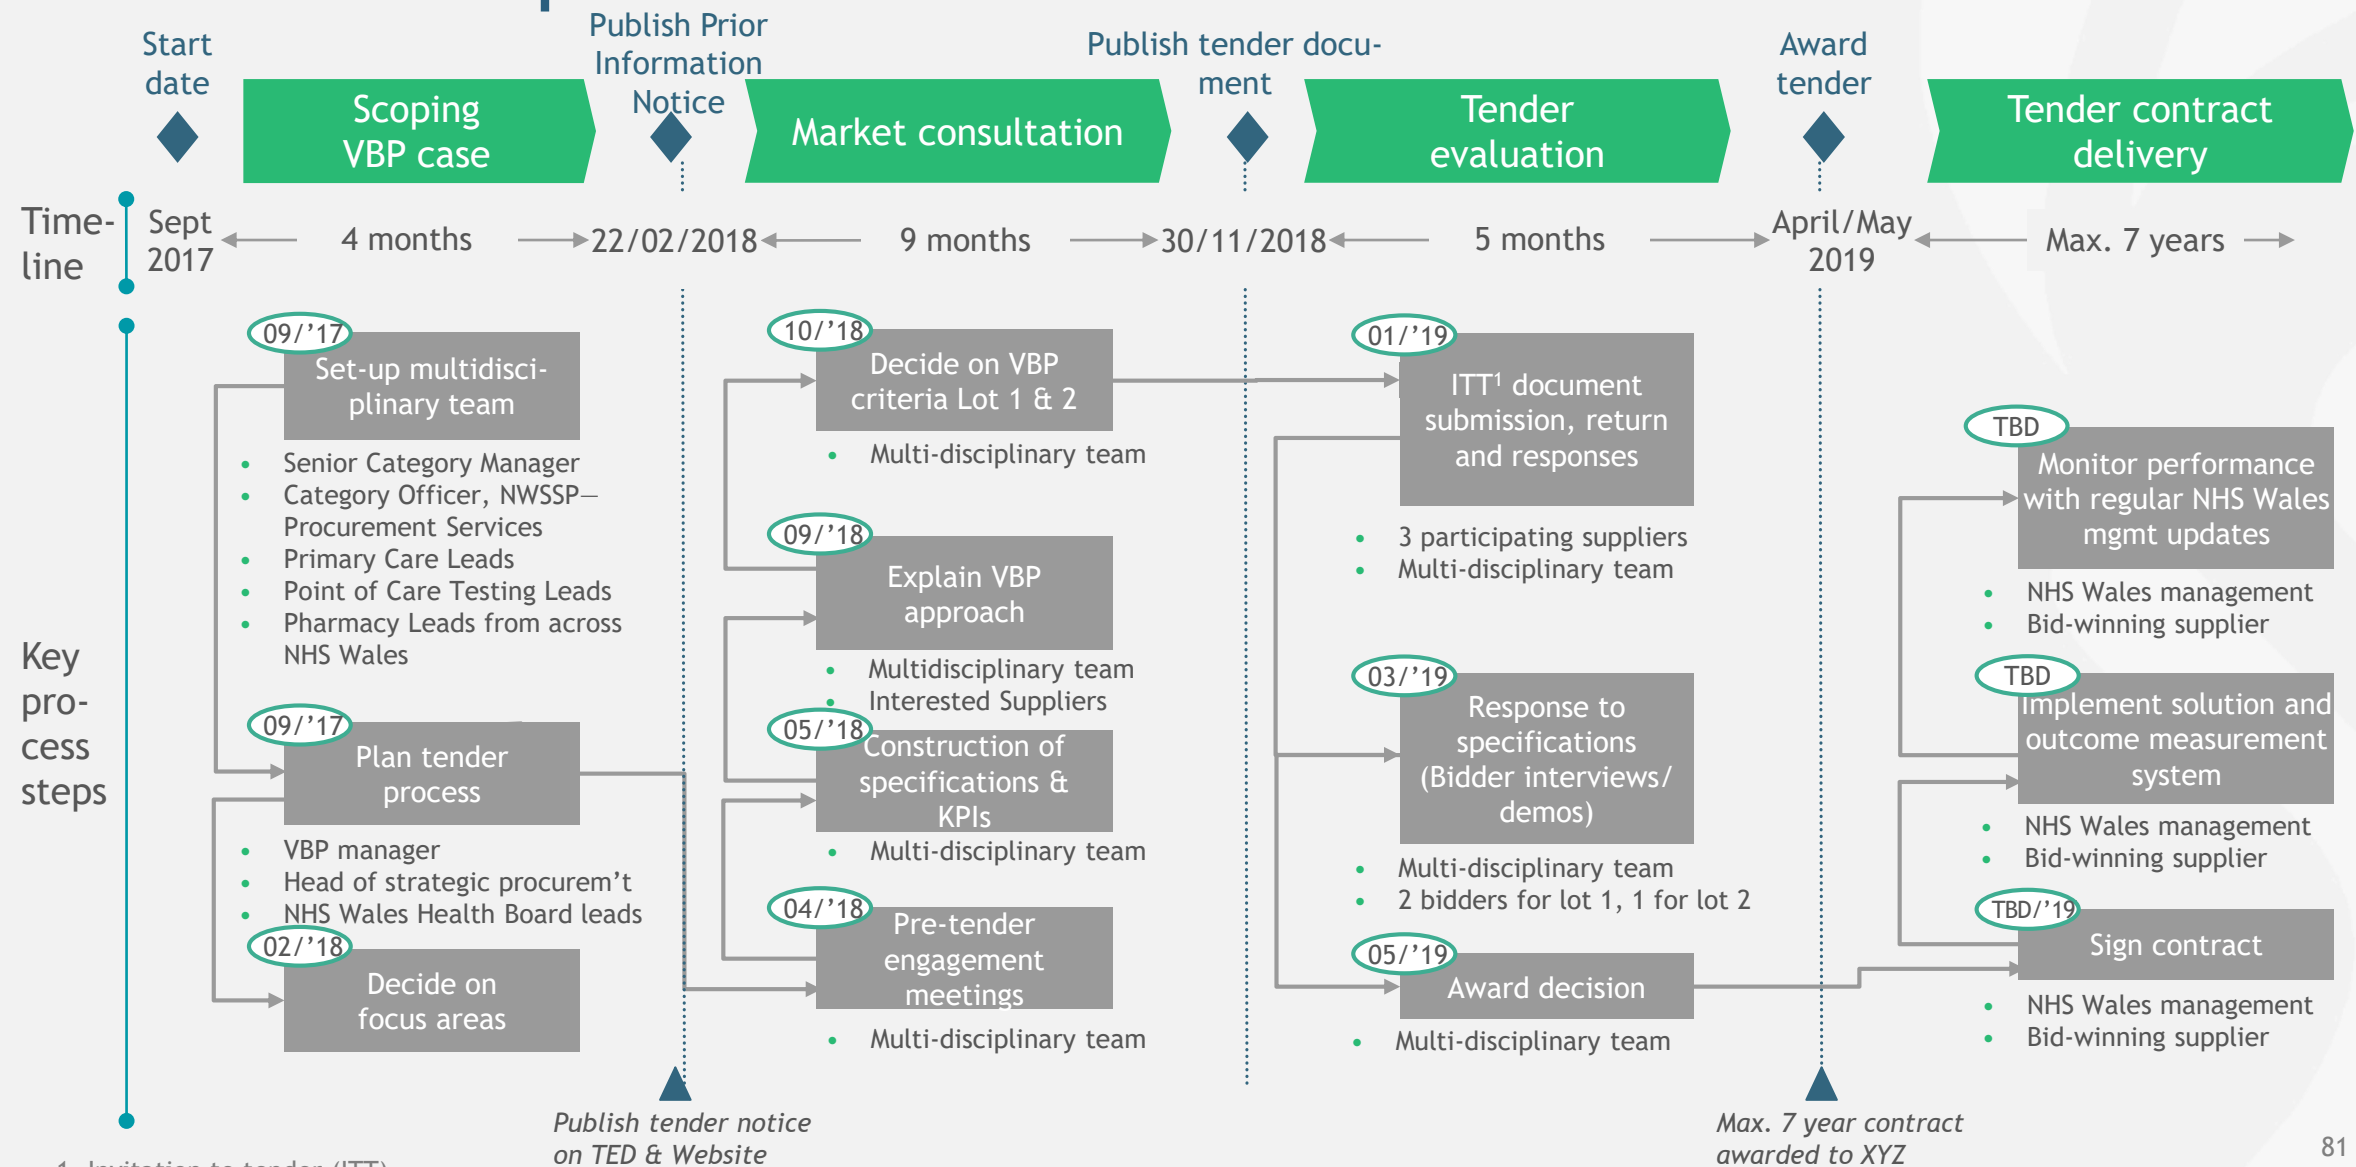 Start
date
Publish Prior
Information
Notice
Publish tender docu-
ment
Award
tender
Scoping
VBP case
Market consultation
Tender
evaluation
Tender contract
delivery
Time-
line
Sept
2017
4 months
22/02/2018
9 months
30/11/2018
5 months
April/May
2019
Max. 7 years
Key
pro-
cess
steps
09/’17
Set-up multidisci-
plinary team
• Senior Category Manager
• Category Officer, NWSSP—
Procurement Services
• Primary Care Leads
• Point of Care Testing Leads
• Pharmacy Leads from across
NHS Wales
09/’17
Plan tender
process
• VBP manager
• Head of strategic procurem’t
• NHS Wales Health Board leads
02/’18
Decide on
focus areas
10/’18
Decide on VBP
criteria Lot 1 & 2
• Multi-disciplinary team
09/’18
Explain VBP
approach
• Multidisciplinary team
• Interested Suppliers
05/’18
Construction of
specifications &
KPIs
• Multi-disciplinary team
04/’18
Pre-tender
engagement
meetings
• Multi-disciplinary team
01/’19
ITT¹ document
submission, return
and responses
• 3 participating suppliers
• Multi-disciplinary team
03/’19
Response to
specifications
(Bidder interviews/
demos)
• Multi-disciplinary team
• 2 bidders for lot 1, 1 for lot 2
05/’19
Award decision
• Multi-disciplinary team
TBD
Monitor performance
with regular NHS Wales
mgmt updates
• NHS Wales management
• Bid-winning supplier
TBD
Implement solution and
outcome measurement
system
• NHS Wales management
• Bid-winning supplier
TBD/’19
Sign contract
• NHS Wales management
• Bid-winning supplier
Publish tender notice
on TED & Website
Max. 7 year contract
awarded to XYZ
1. Invitation to tender (ITT)
81